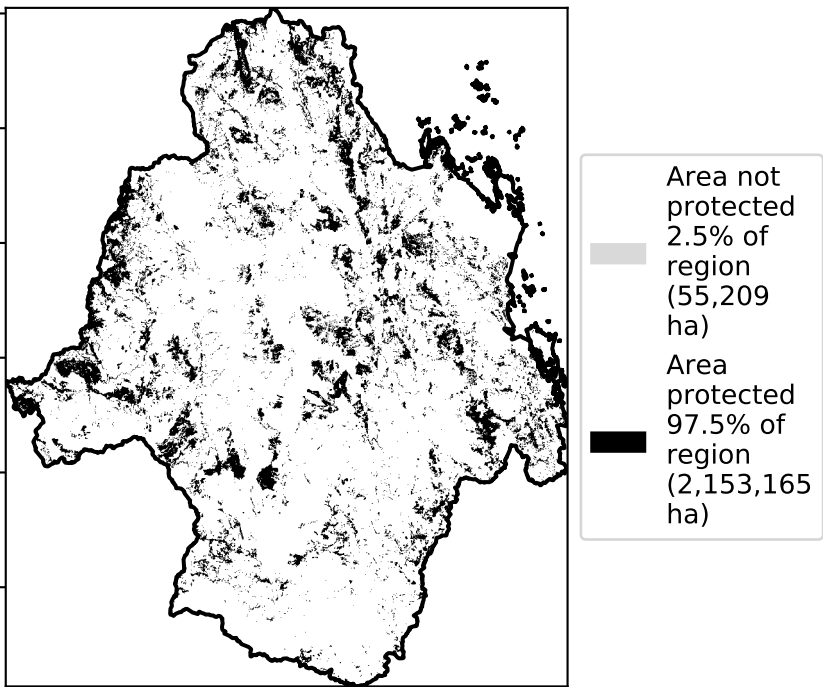 Area not
protected
2.5% of
region
(55,209
ha)
Area
protected
97.5% of
region
(2,153,165
ha)